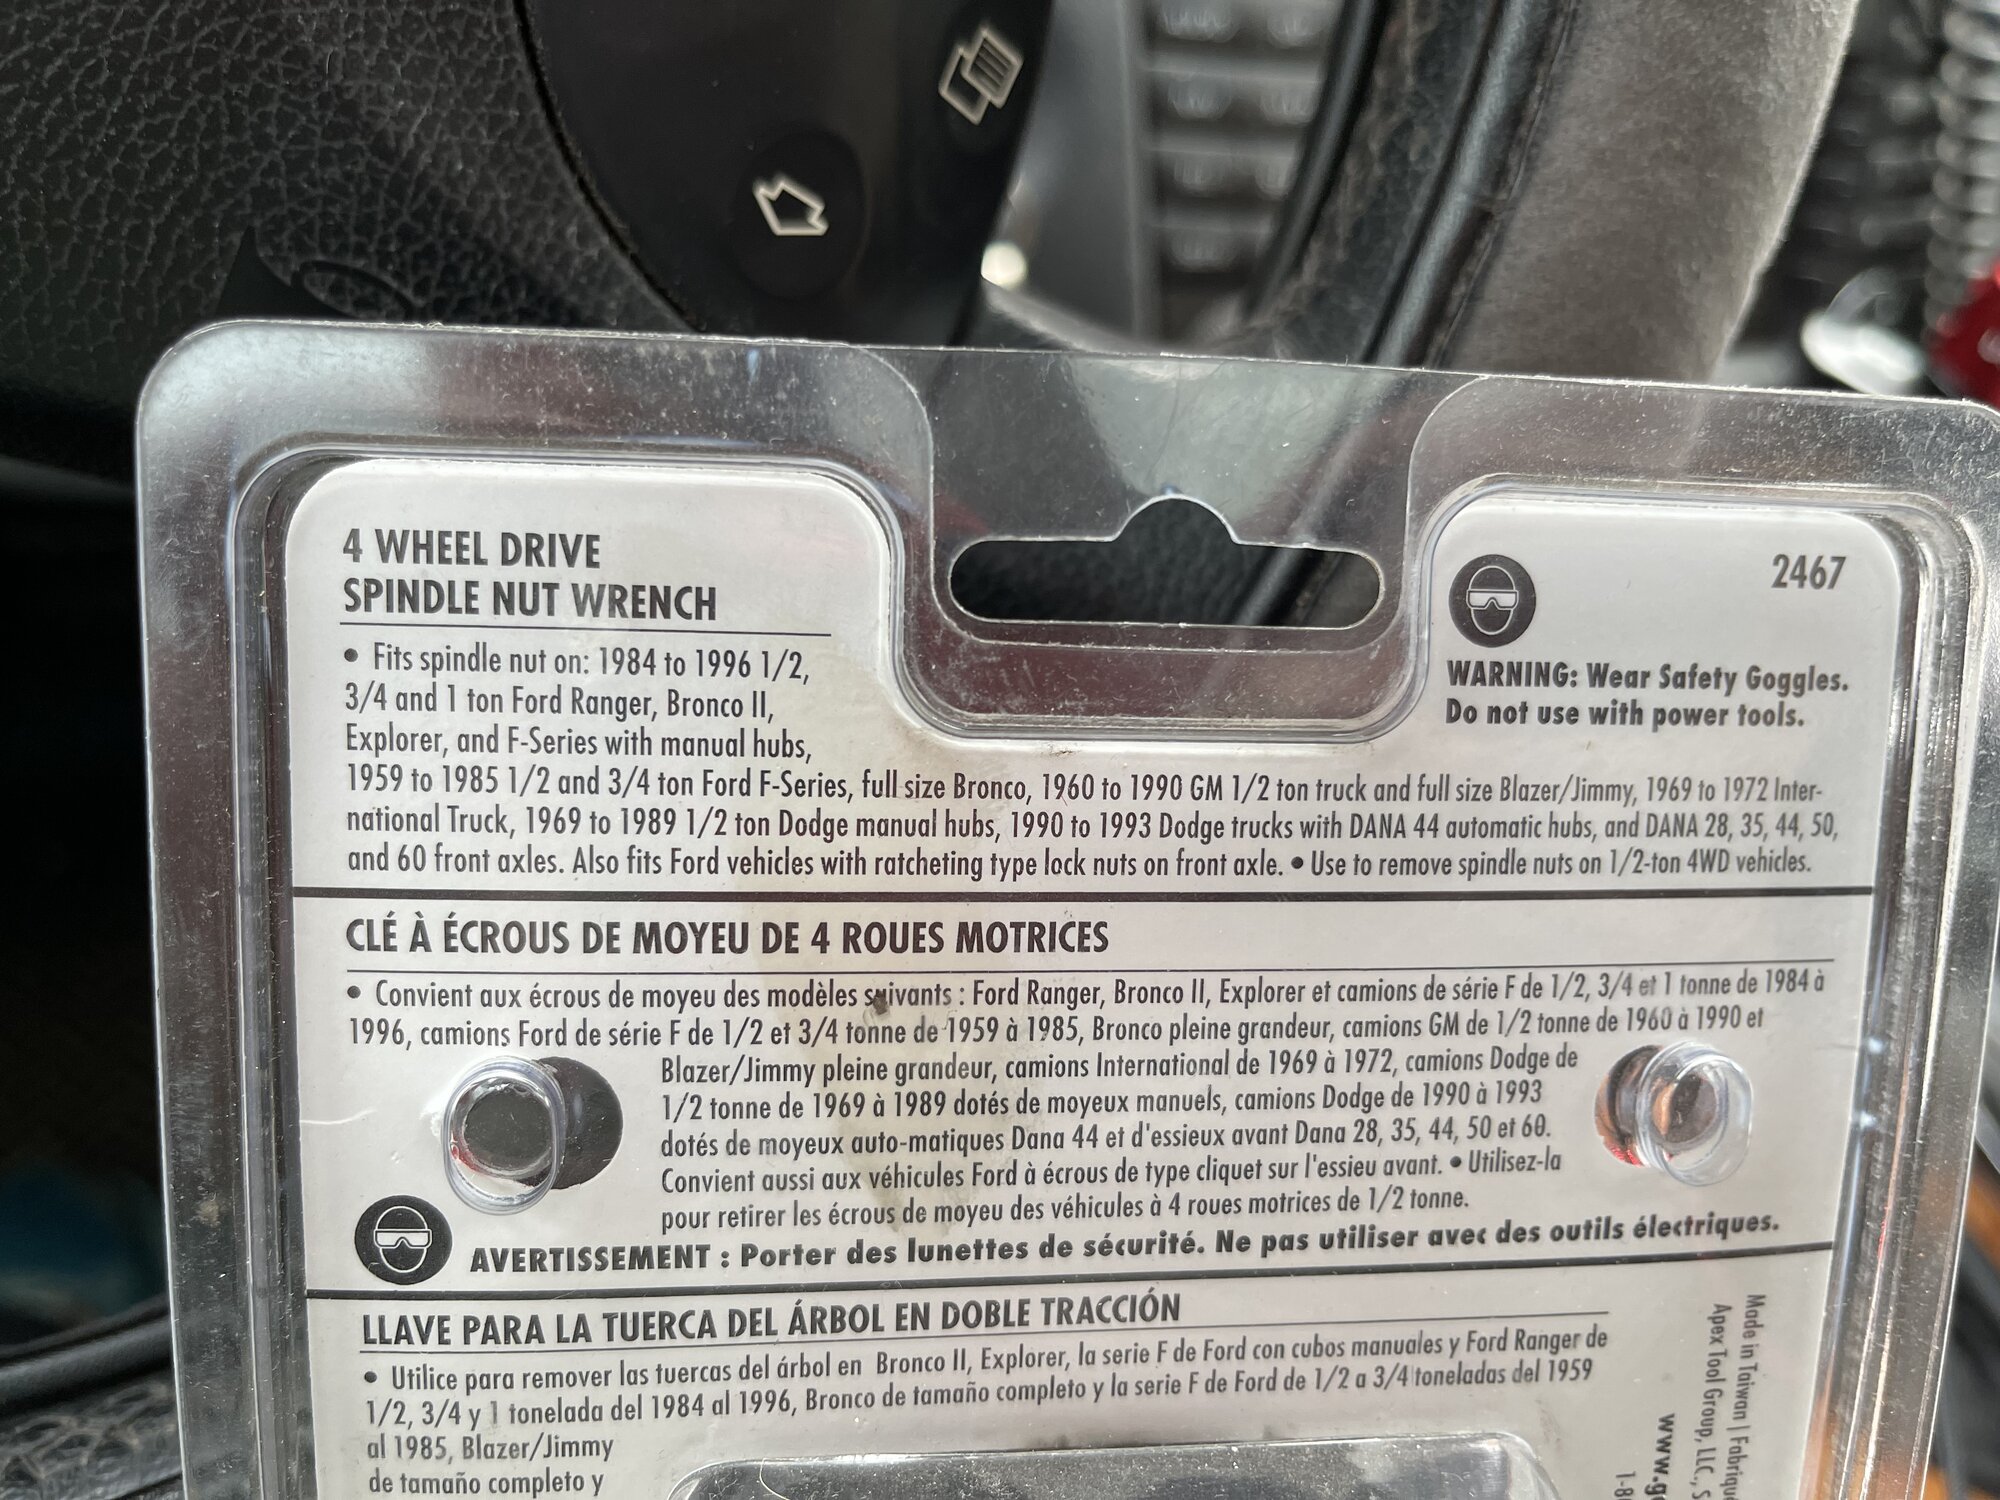 4 WHEEL DRIVE
SPINDLE NUT WRENCH
• Fits spindle nut on: 1984 to 1996 1/2,
3/4 and 1 ton Ford Ranger, Bronco II,
Explorer, and F-Series with manual hubs,
1959 to 1985 1/2 and 3/4 ton Ford F-Series, full size Bronco, 1960 to 1990 GM 1/2 ton truck and full size Blazer/Jimmy, 1969 to 1972 Inter-
national Truck, 1969 to 1989 1/2 ton Dodge manual hubs, 1990 to 1993 Dodge trucks with DANA 44 automatic hubs, and DANA 28, 35, 44, 50,
and 60 front axles. Also fits Ford vehicles with ratcheting type lock nuts on front axle. • Use to remove spindle nuts on 1/2-ton 4WD vehicles.
2467
WARNING: Wear Safety Goggles.
Do not use with power tools.
CLÉ À ÉCROUS DE MOYEU DE 4 ROUES MOTRICES
• Convient aux écrous de moyeu des modèles suivants : Ford Ranger, Bronco II, Explorer et camions de série F de 1/2, 3/4 et 1 tonne de 1984 à
1996, camions Ford de série F de 1/2 et 3/4 tonne de 1959 à 1985, Bronco pleine grandeur, camions GM de 1/2 tonne de 1960 à 1990 et
Blazer/Jimmy pleine grandeur, camions International de 1969 à 1972, camions Dodge de
1/2 tonne de 1969 à 1989 dotés de moyeux manuels, camions Dodge de 1990 à 1993
dotés de moyeux auto-matiques Dana 44 et d'essieux avant Dana 28, 35, 44, 50 et 60.
Convient aussi aux véhicules Ford à écrous de type cliquet sur l'essieu avant. • Utilisez-la
pour retirer les écrous de moyeu des véhicules à 4 roues motrices de 1/2 tonne.
AVERTISSEMENT : Porter des lunettes de sécurité. Ne pas utiliser avec des outils électriques.
LLAVE PARA LA TUERCA DEL ÁRBOL EN DOBLE TRACCIÓN
• Utilice para remover las tuercas del árbol en Bronco II, Explorer, la serie F de Ford con cubos manuales y Ford Ranger de
1/2, 3/4 y 1 tonelada del 1984 al 1996, Bronco de tamaño completo y la serie F de Ford de 1/2 a 3/4 toneladas del 1959
al 1985, Blazer/Jimmy
de tamaño completo y
Made in Taiwan |
Apex Tool Group, LLC,